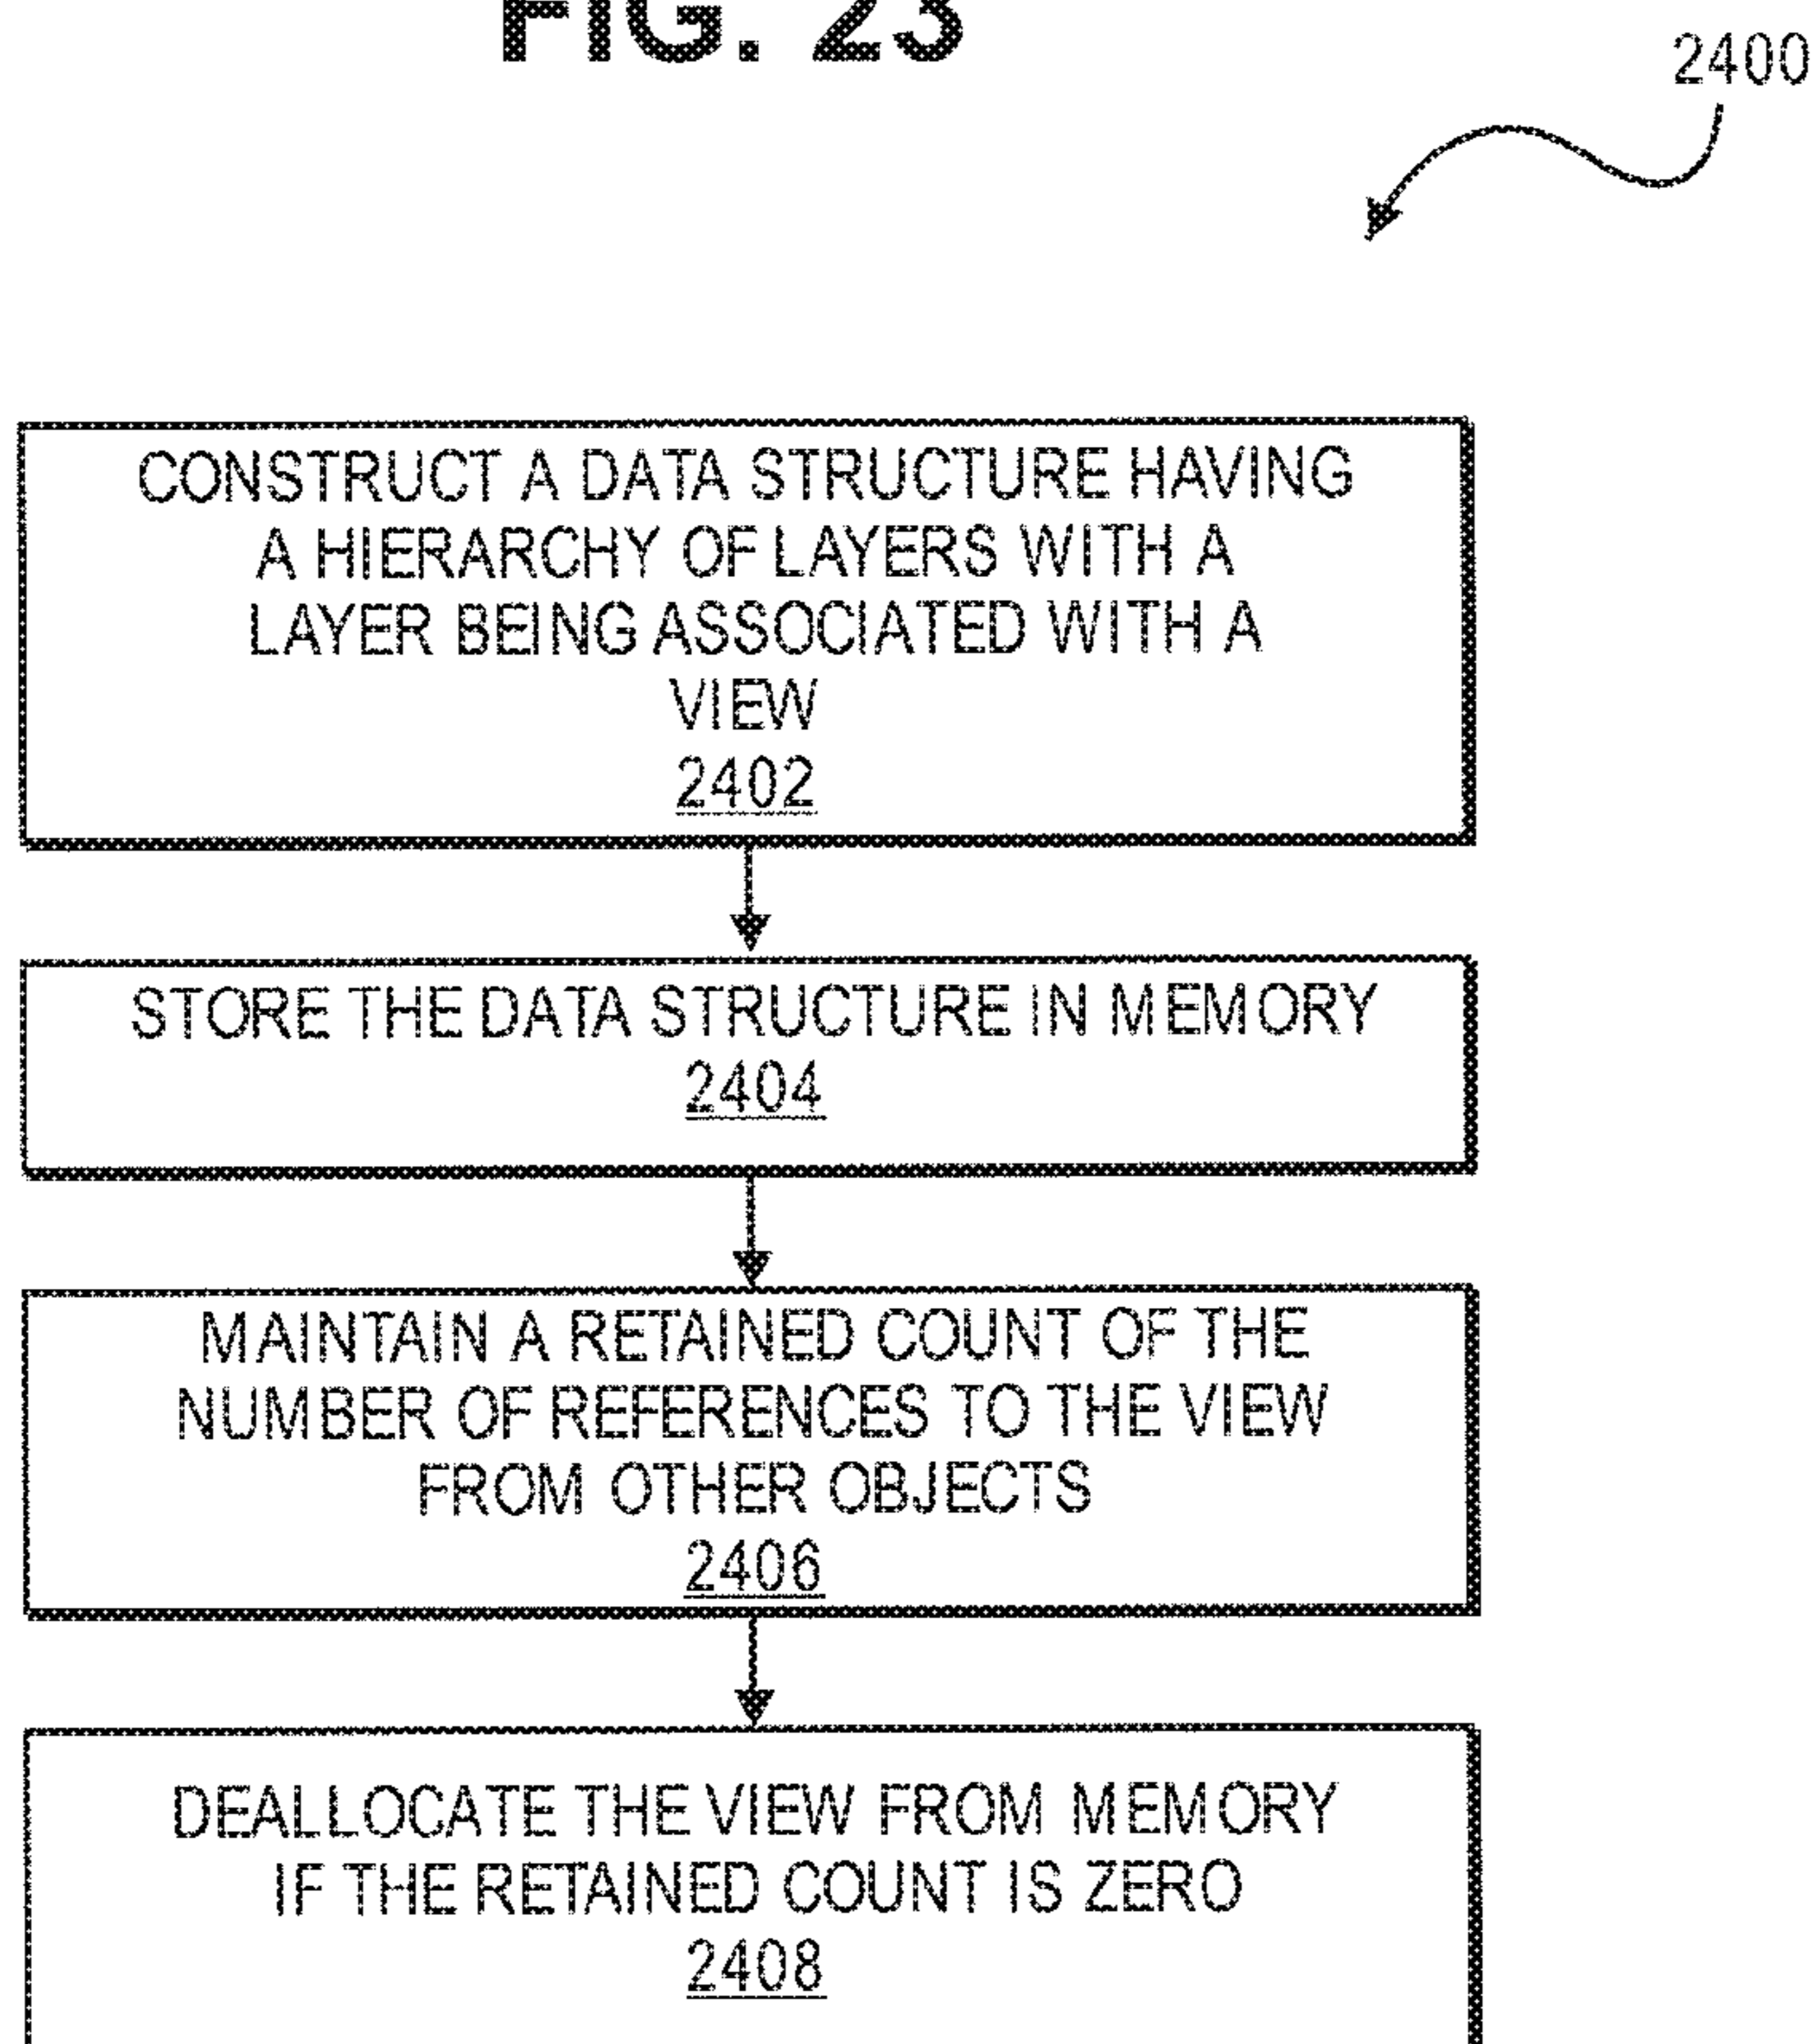 FIG. 23
2400
CONSTRUCT A DATA STRUCTURE HAVING
A HIERARCHY OF LAYERS WITH A
LAYER BEING ASSOCIATED WITH A
VIEW
2402
STORE THE DATA STRUCTURE IN MEMORY
2404
MAINTAIN A RETAINED COUNT OF THE
NUMBER OF REFERENCES TO THE VIEW
FROM OTHER OBJECTS
2406
DEALLOCATE THE VIEW FROM MEMORY
IF THE RETAINED COUNT IS ZERO
2408